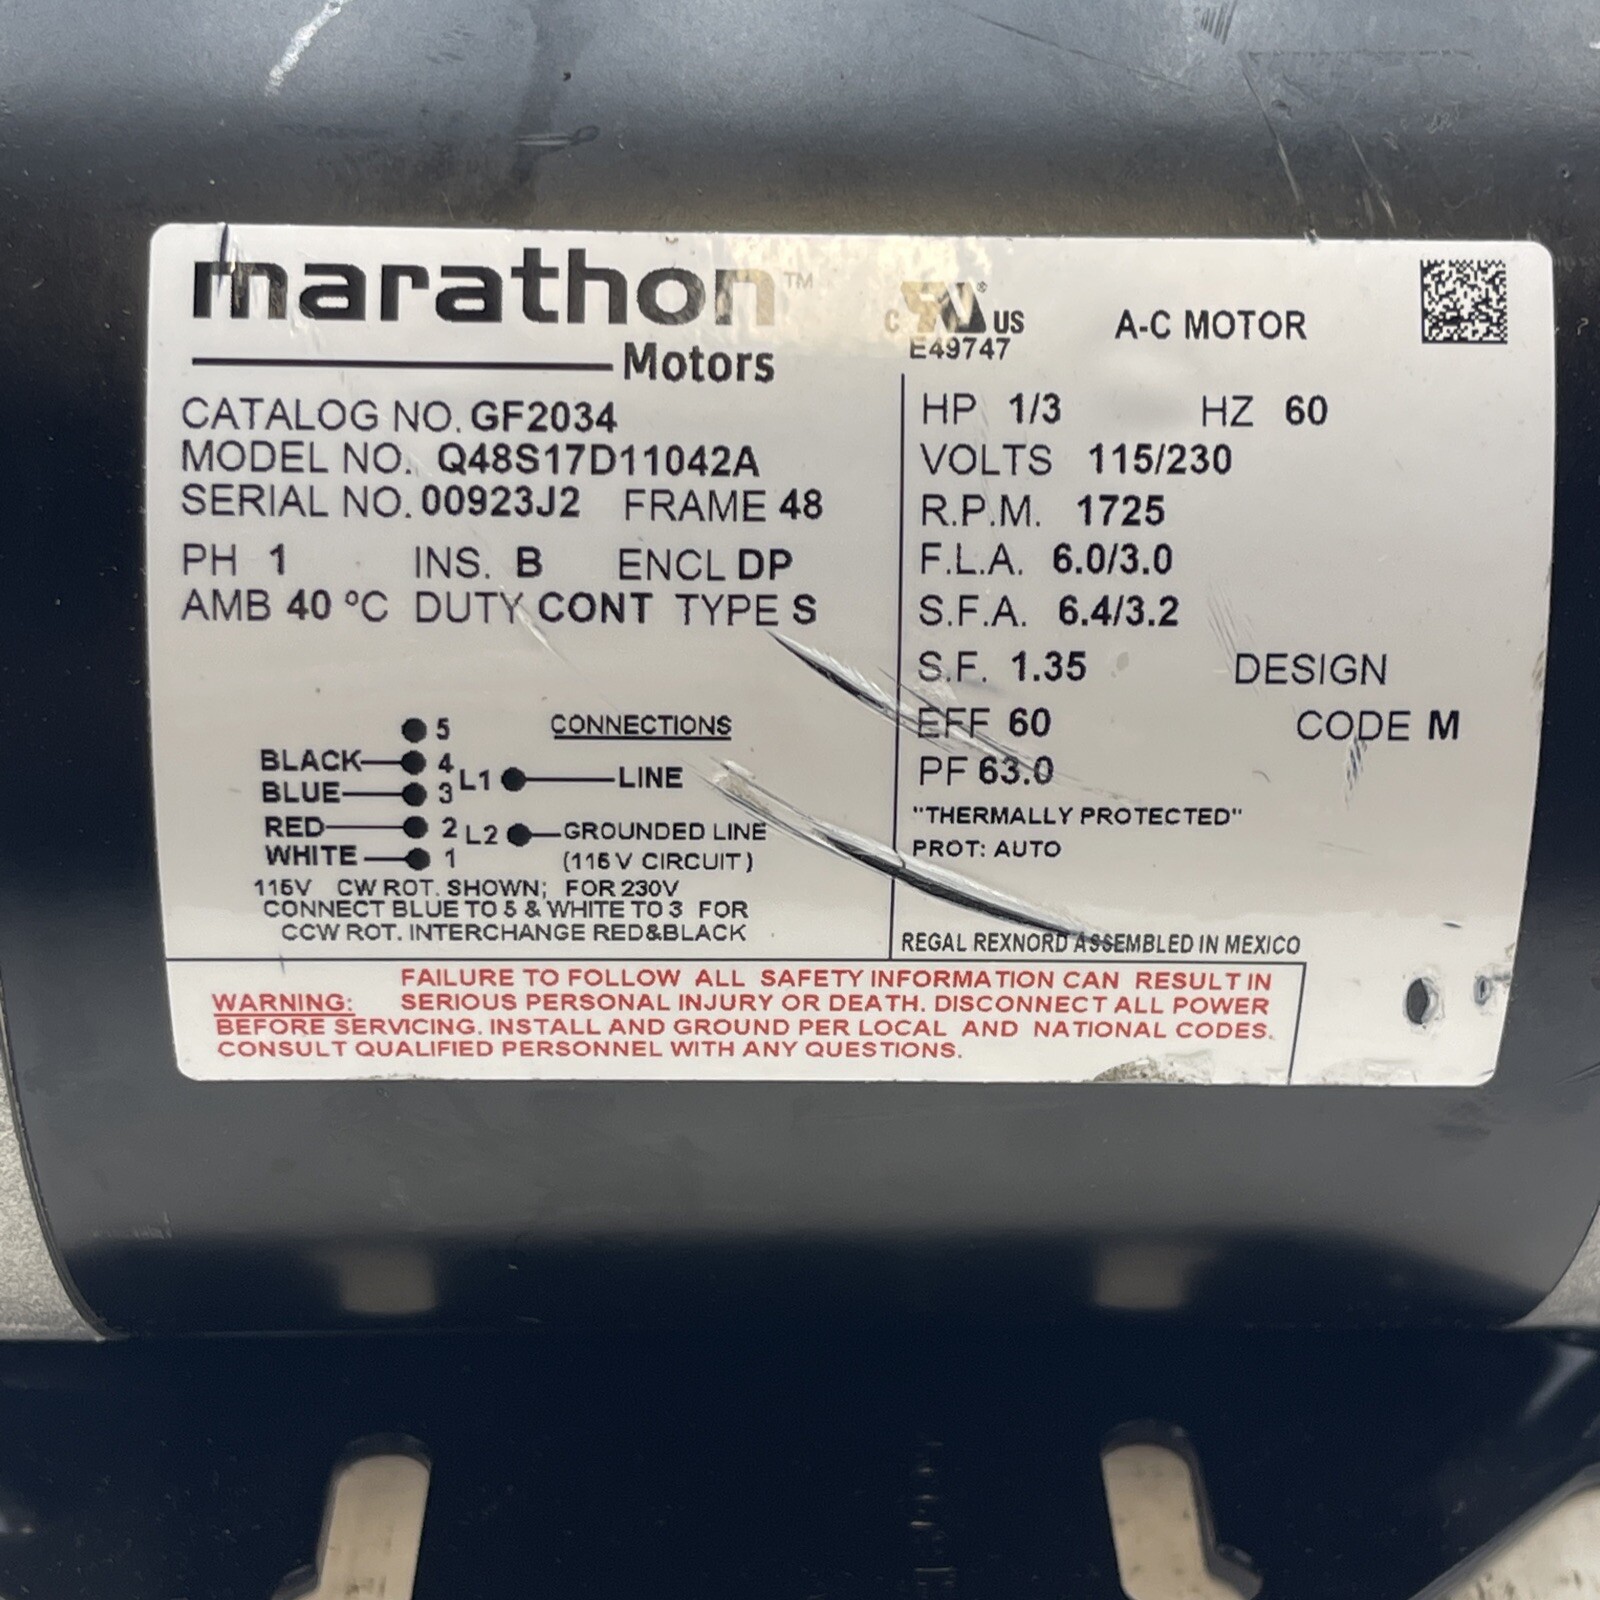 marathon™
Motors
C UL US
E49747
A-C MOTOR
CATALOG NO. GF2034
MODEL NO. Q48S17D11042A
SERIAL NO. 00923J2 FRAME 48
PH 1 INS. B ENCL DP
AMB 40 °C DUTY CONT TYPE S
HP 1/3 HZ 60
VOLTS 115/230
R.P.M. 1725
F.L.A. 6.0/3.0
S.F.A. 6.4/3.2
S.F. 1.35 DESIGN
EFF 60 CODE M
PF 63.0
"THERMALLY PROTECTED"
PROT: AUTO
5 CONNECTIONS
BLACK 4 L1 LINE
BLUE 3
RED 2 L2 GROUNDED LINE
WHITE 1 (115 V CIRCUIT)
115V CW ROT. SHOWN; FOR 230V
CONNECT BLUE TO 5 & WHITE TO 3 FOR
CCW ROT. INTERCHANGE RED&BLACK
REGAL REXNORD ASSEMBLED IN MEXICO
FAILURE TO FOLLOW ALL SAFETY INFORMATION CAN RESULT IN
WARNING: SERIOUS PERSONAL INJURY OR DEATH. DISCONNECT ALL POWER
BEFORE SERVICING. INSTALL AND GROUND PER LOCAL AND NATIONAL CODES.
CONSULT QUALIFIED PERSONNEL WITH ANY QUESTIONS.